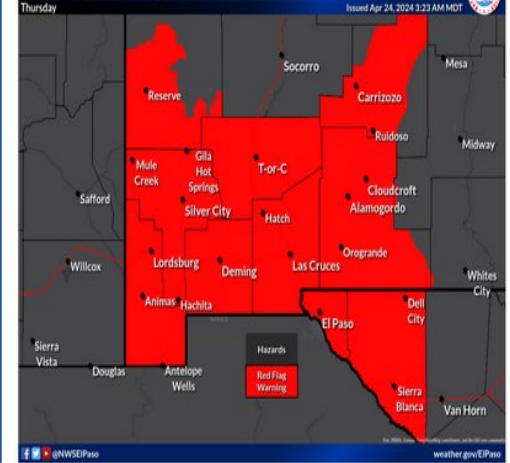 Thursday
Issued Apr 24, 2024 3:23 AM MDT
Socorro
Mesa
Reserve
Carrizozo
Ruidoso
Midway
Mule
Creek
Gila
Hot
Springs
T-or-C
Safford
Silver City
Cloudcroft
Alamogordo
Hatch
Willcox
Lordsburg
Deming
Las Cruces
Orogrande
Whites
City
Animas
Hachita
El Paso
Dell
City
Sierra
Vista
Douglas
Antelope
Wells
Hazards
Red Flag
Warning
Sierra
Blanca
Van Horn
@NWSElPaso
weather.gov/ElPaso